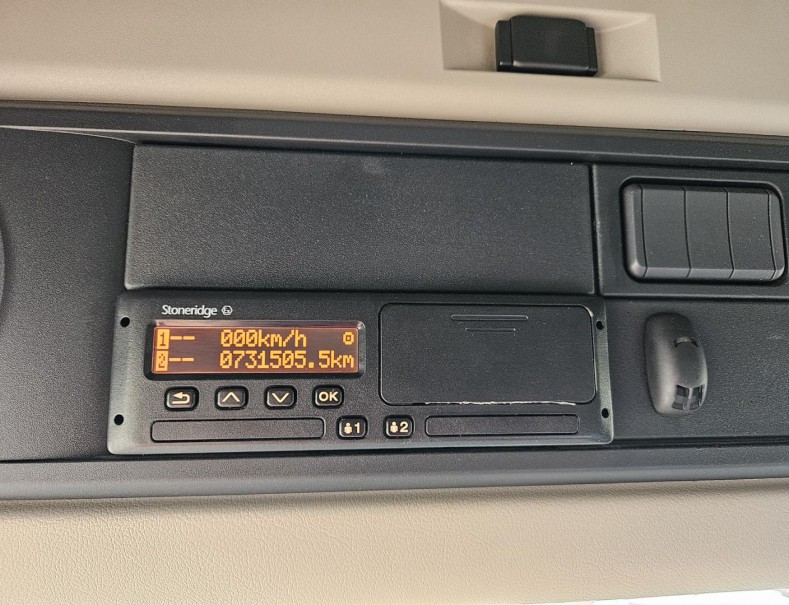 Stoneridge
1-- 000km/h
2-- 0731505.5km
OK
1 2